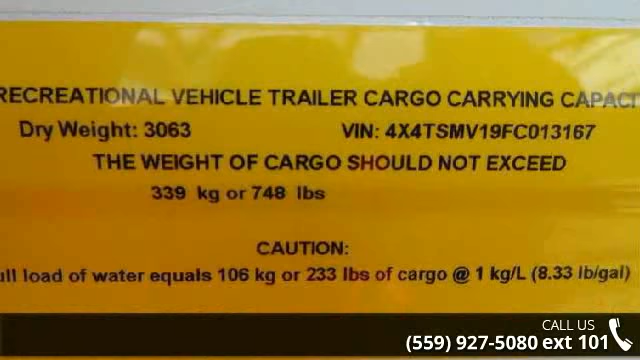 RECREATIONAL VEHICLE TRAILER CARGO CARRYING
Dry Weight: 3063 VIN: 4X4TSMV19FC013167
THE WEIGHT OF CARGO SHOULD NOT EXCEED
339 kg or 748 lbs
CAUTION:
load of water equals 106 kg or 233 lbs of cargo @ 1 kg/L (8.33 lb/gal)
CALL US
(559) 927-5080 ext 101